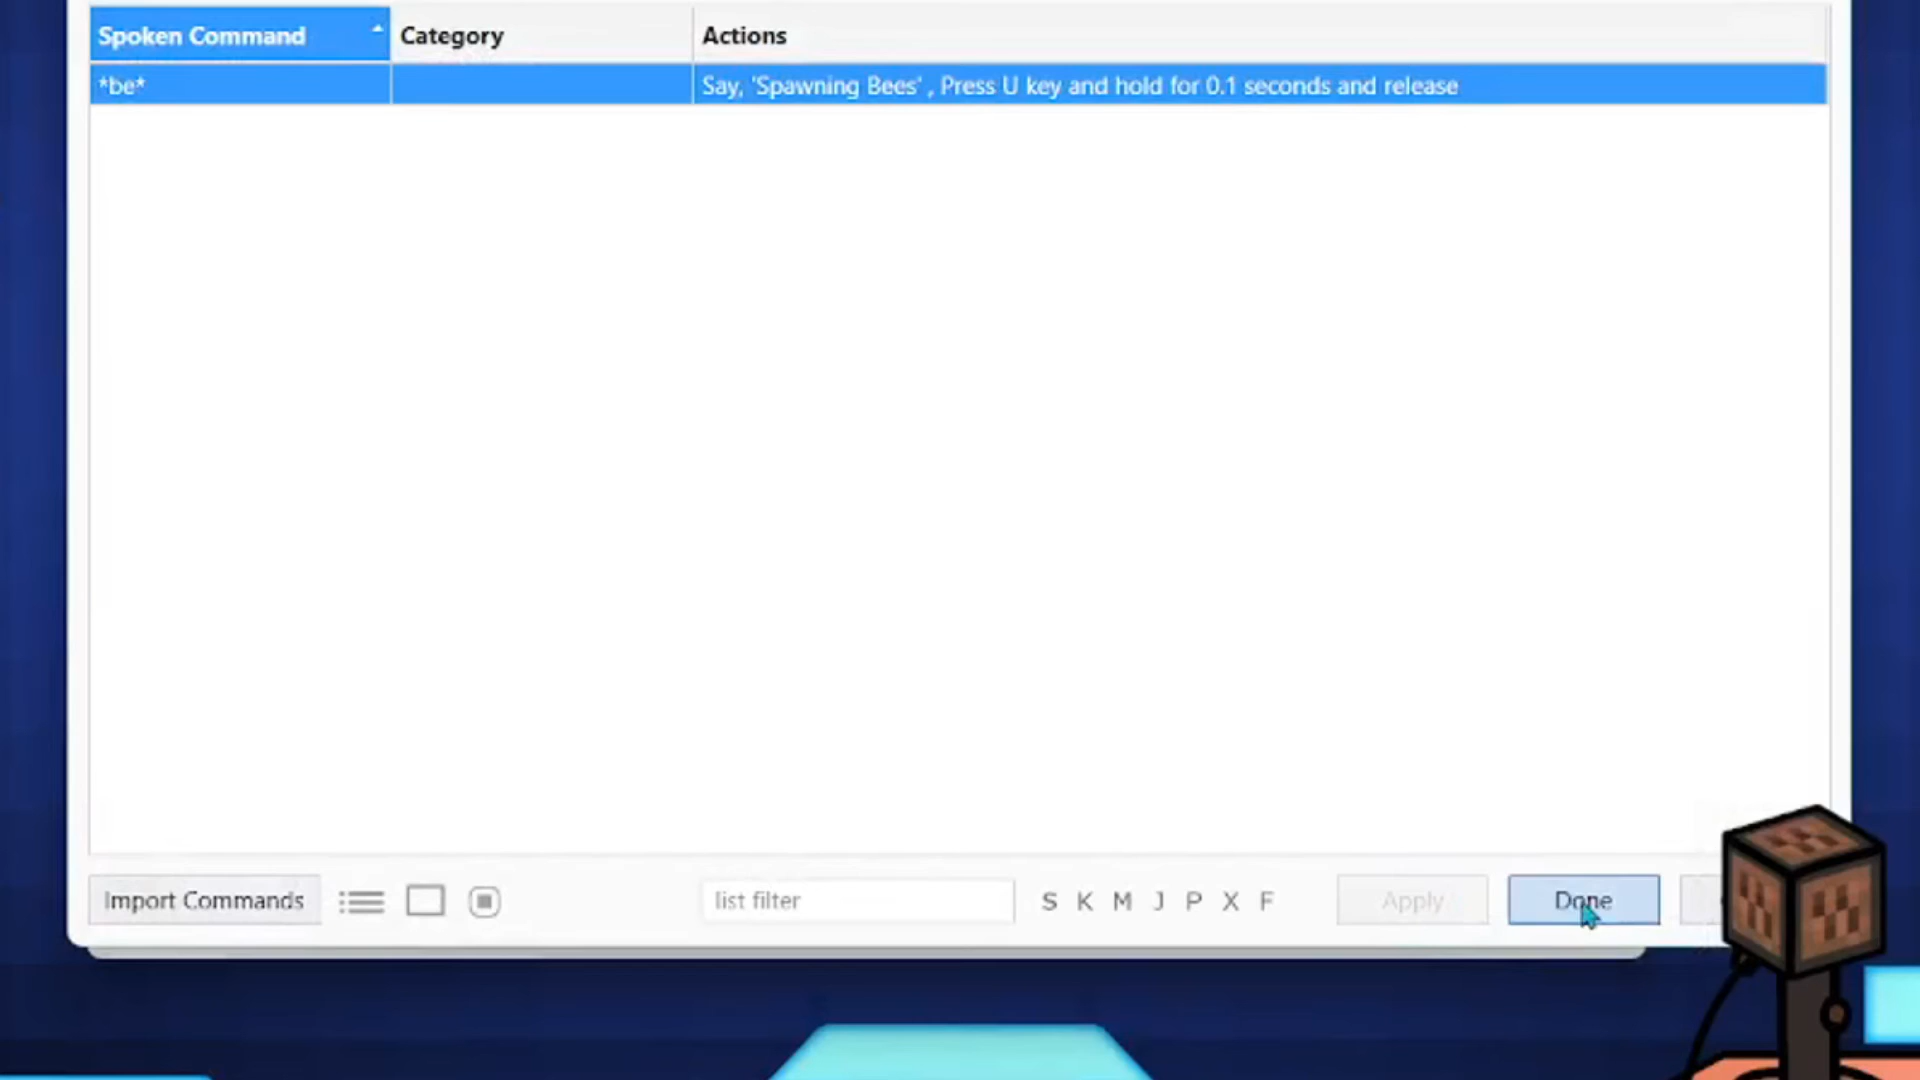 Spoken Command Category Actions
*be* Say, 'Spawning Bees' , Press U key and hold for 0.1 seconds and release
Import Commands list filter S K M J P X F Apply Done